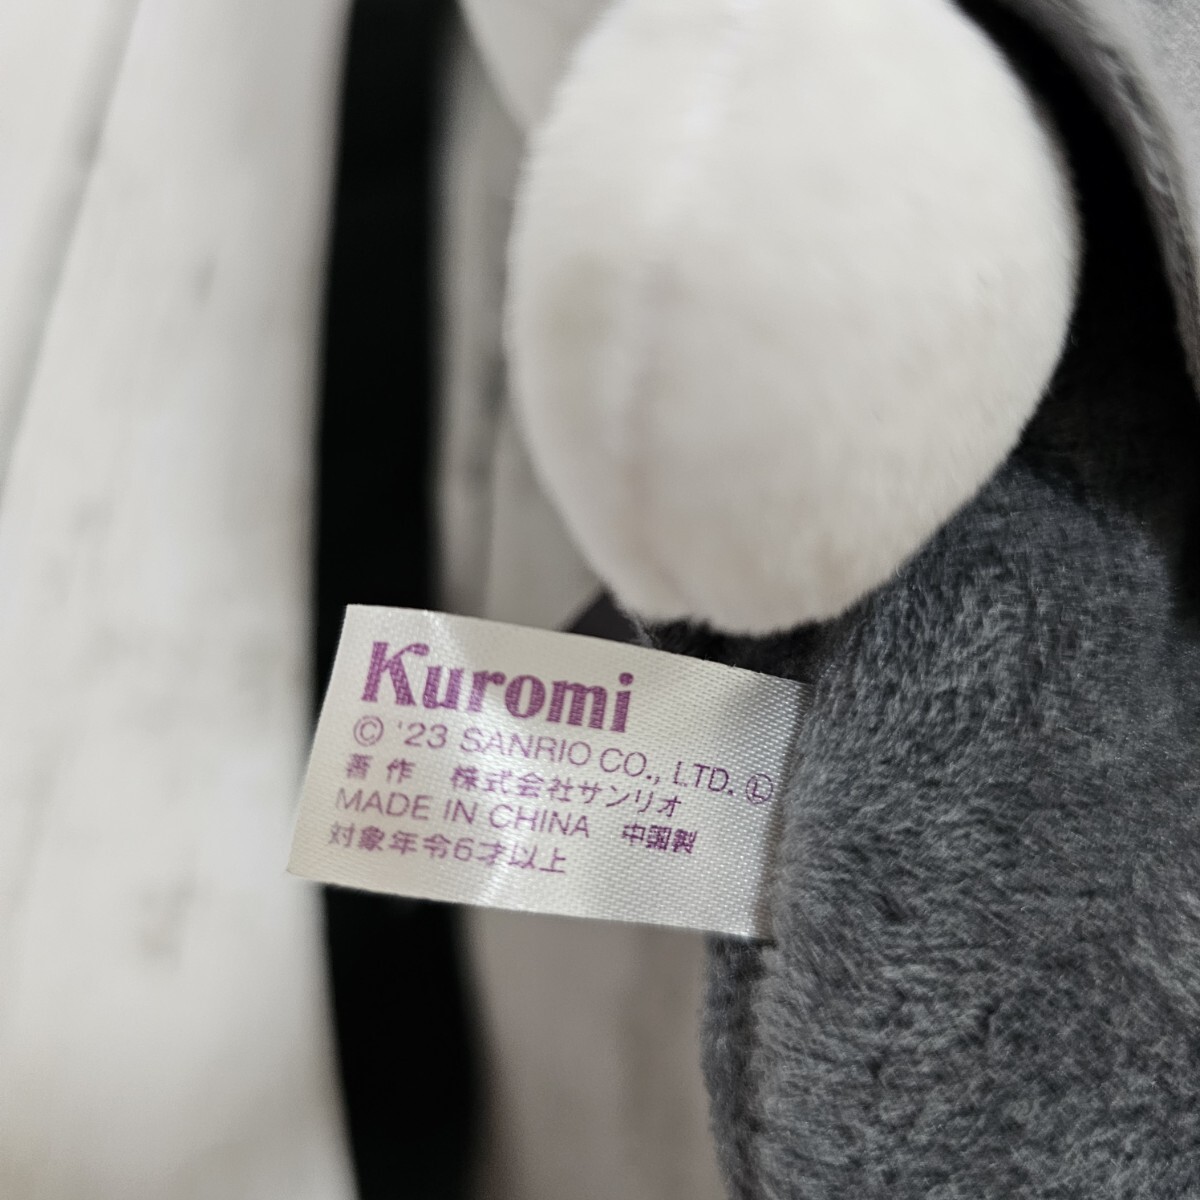 Kuromi
© '23 SANRIO CO., LTD. Ⓛ
著作 株式会社サンリオ
MADE IN CHINA 中国製
対象年令6才以上